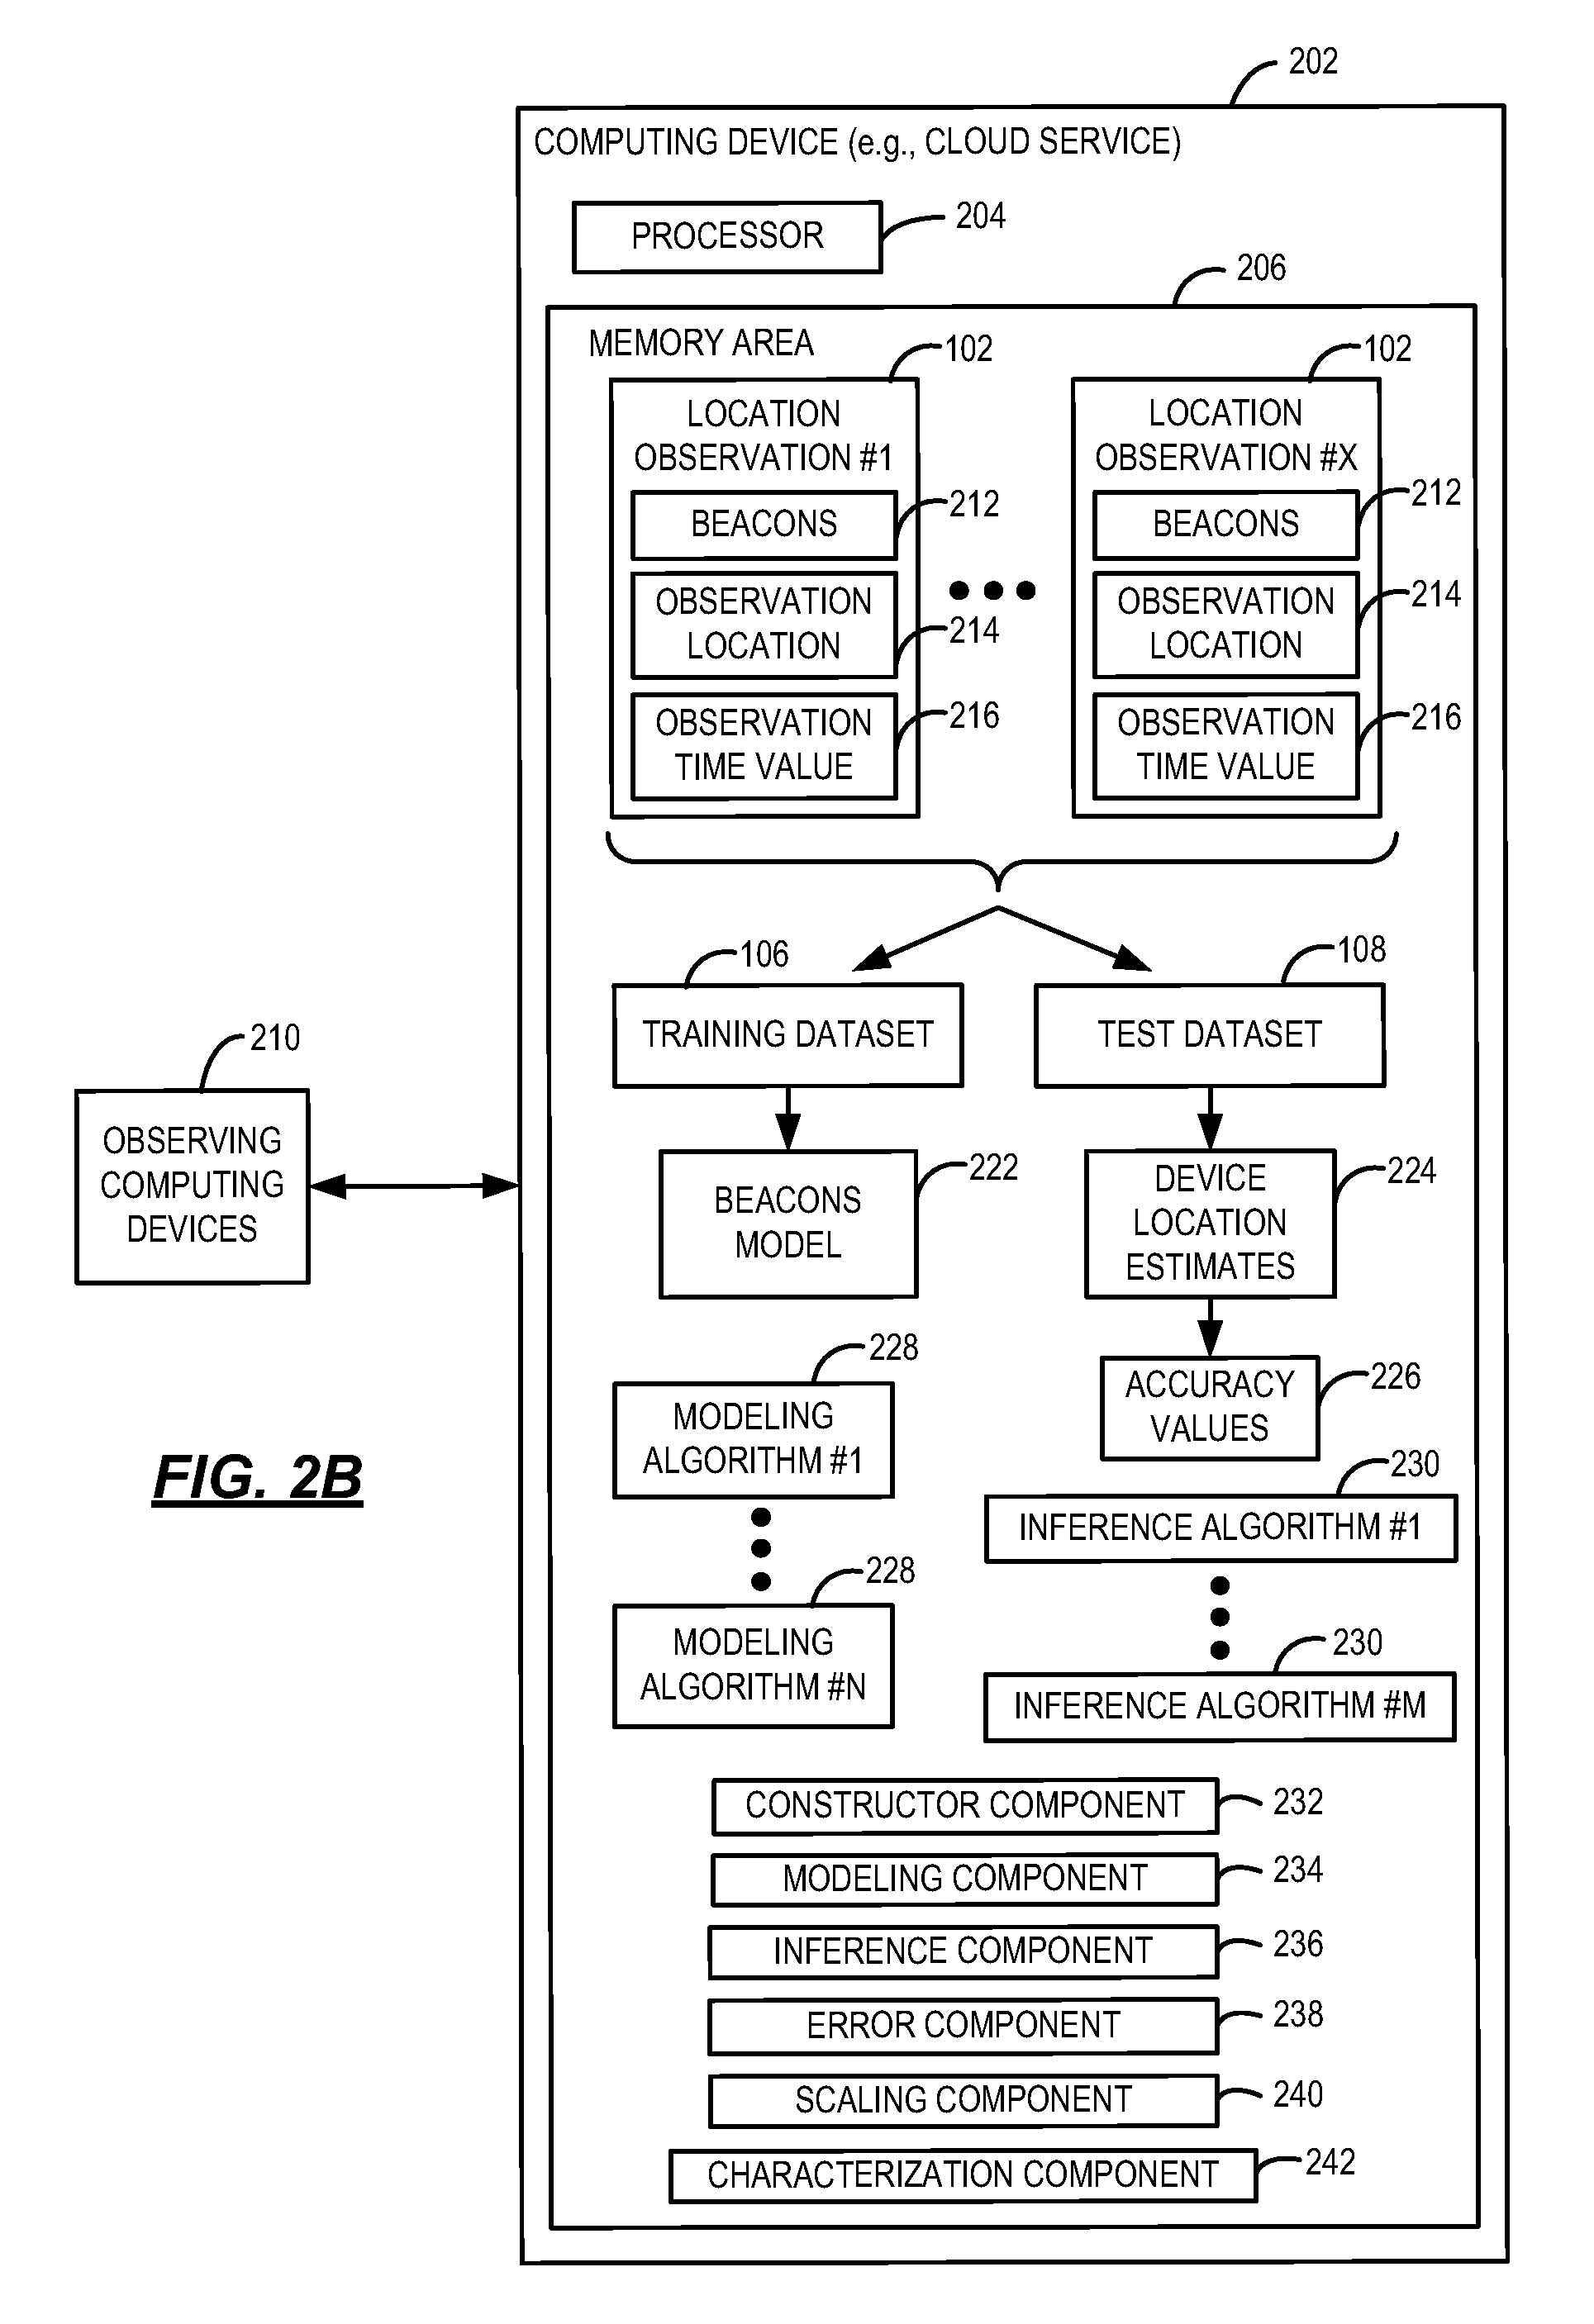 202
COMPUTING DEVICE (e.g., CLOUD SERVICE)
PROCESSOR
204
206
MEMORY AREA
102
LOCATION
OBSERVATION #1
BEACONS
212
OBSERVATION
LOCATION
214
OBSERVATION
TIME VALUE
216
102
LOCATION
OBSERVATION #X
BEACONS
212
OBSERVATION
LOCATION
214
OBSERVATION
TIME VALUE
216
106
TRAINING DATASET
108
TEST DATASET
210
OBSERVING
COMPUTING
DEVICES
BEACONS
MODEL
222
DEVICE
LOCATION
ESTIMATES
224
ACCURACY
VALUES
226
228
MODELING
ALGORITHM #1
228
MODELING
ALGORITHM #N
230
INFERENCE ALGORITHM #1
230
INFERENCE ALGORITHM #M
FIG. 2B
CONSTRUCTOR COMPONENT
232
MODELING COMPONENT
234
INFERENCE COMPONENT
236
ERROR COMPONENT
238
SCALING COMPONENT
240
CHARACTERIZATION COMPONENT
242